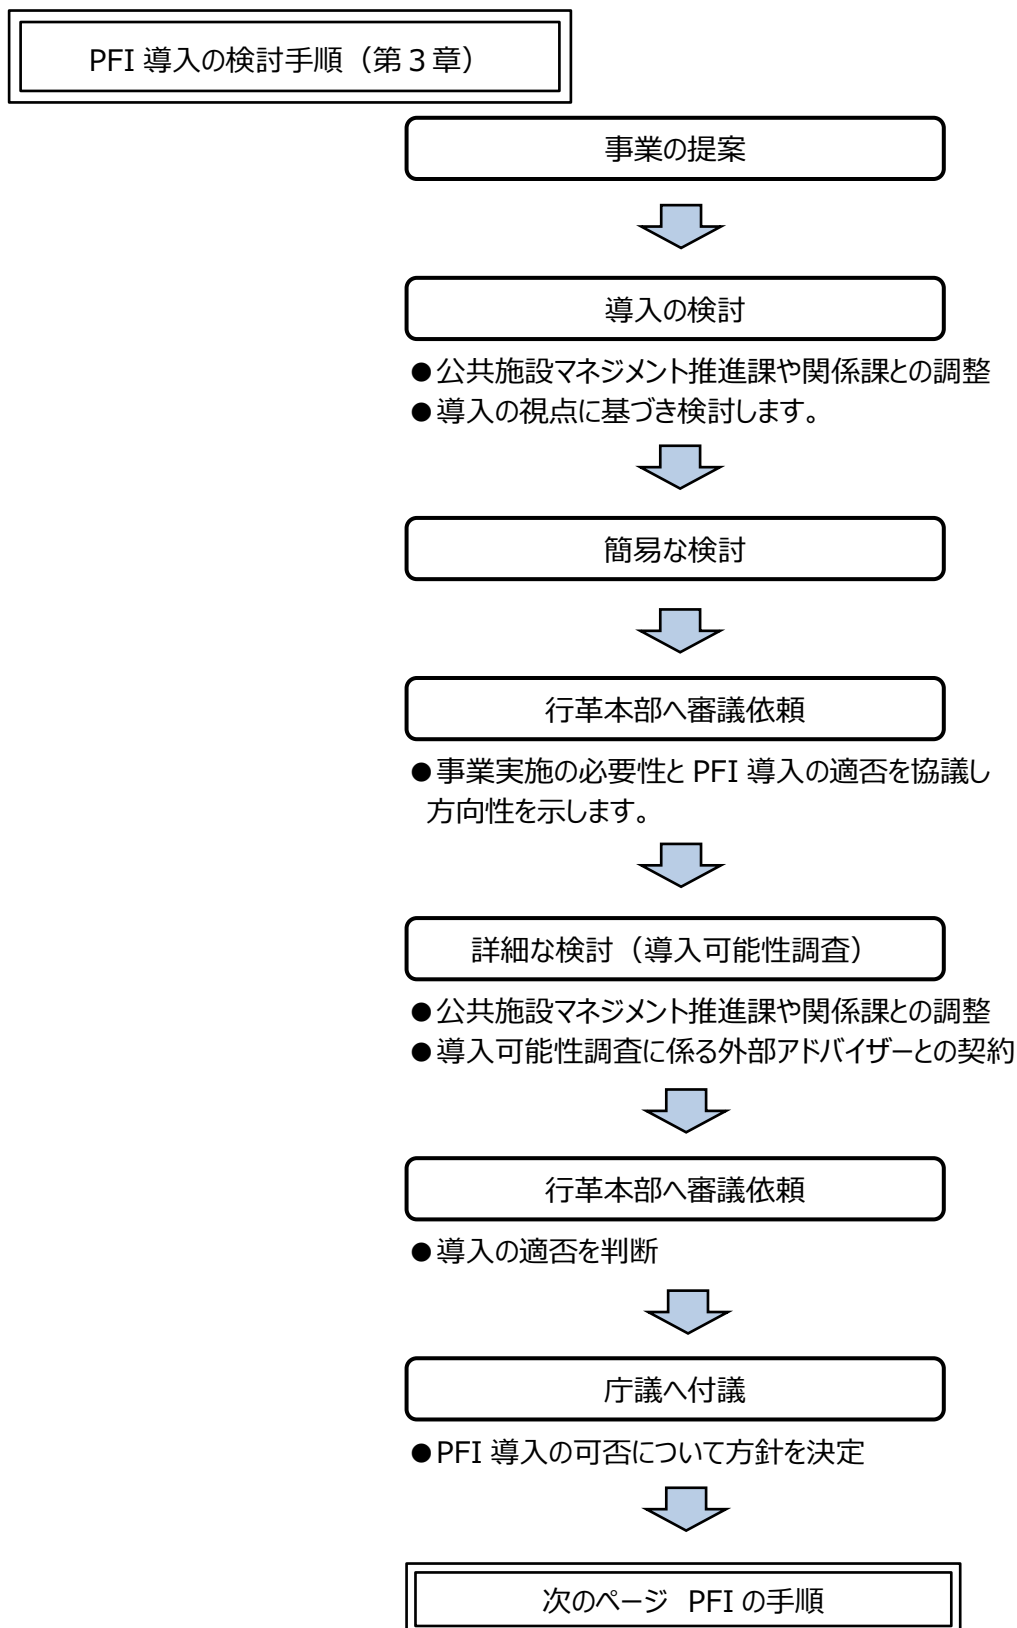 PFI 導入の検討手順（第３章）
事業の提案
導入の検討
●公共施設マネジメント推進課や関係課との調整
●導入の視点に基づき検討します。
簡易な検討
行革本部へ審議依頼
●事業実施の必要性と PFI 導入の適否を協議し
方向性を示します。
詳細な検討（導入可能性調査）
●公共施設マネジメント推進課や関係課との調整
●導入可能性調査に係る外部アドバイザーとの契約
行革本部へ審議依頼
●導入の適否を判断
庁議へ付議
●PFI 導入の可否について方針を決定
次のページ PFI の手順